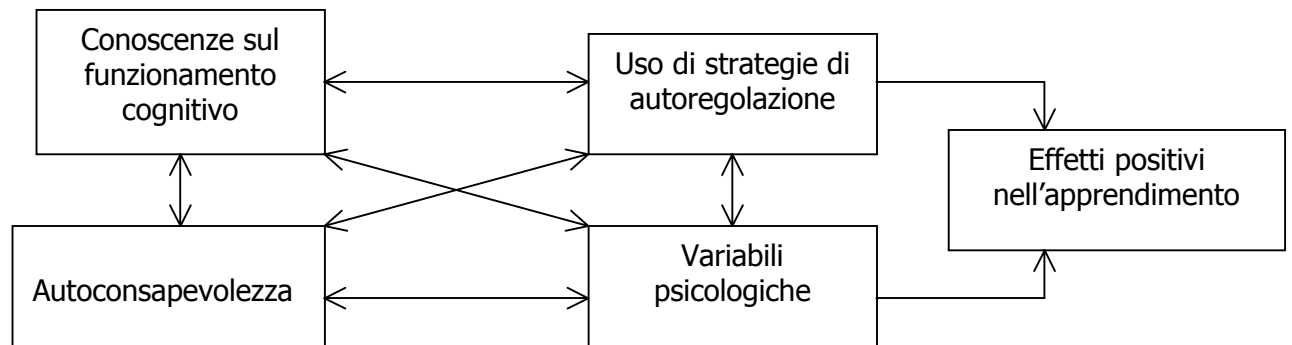 Conoscenze sul
funzionamento
cognitivo
Uso di strategie di
autoregolazione
Effetti positivi
nell’apprendimento
Autoconsapevolezza
Variabili
psicologiche